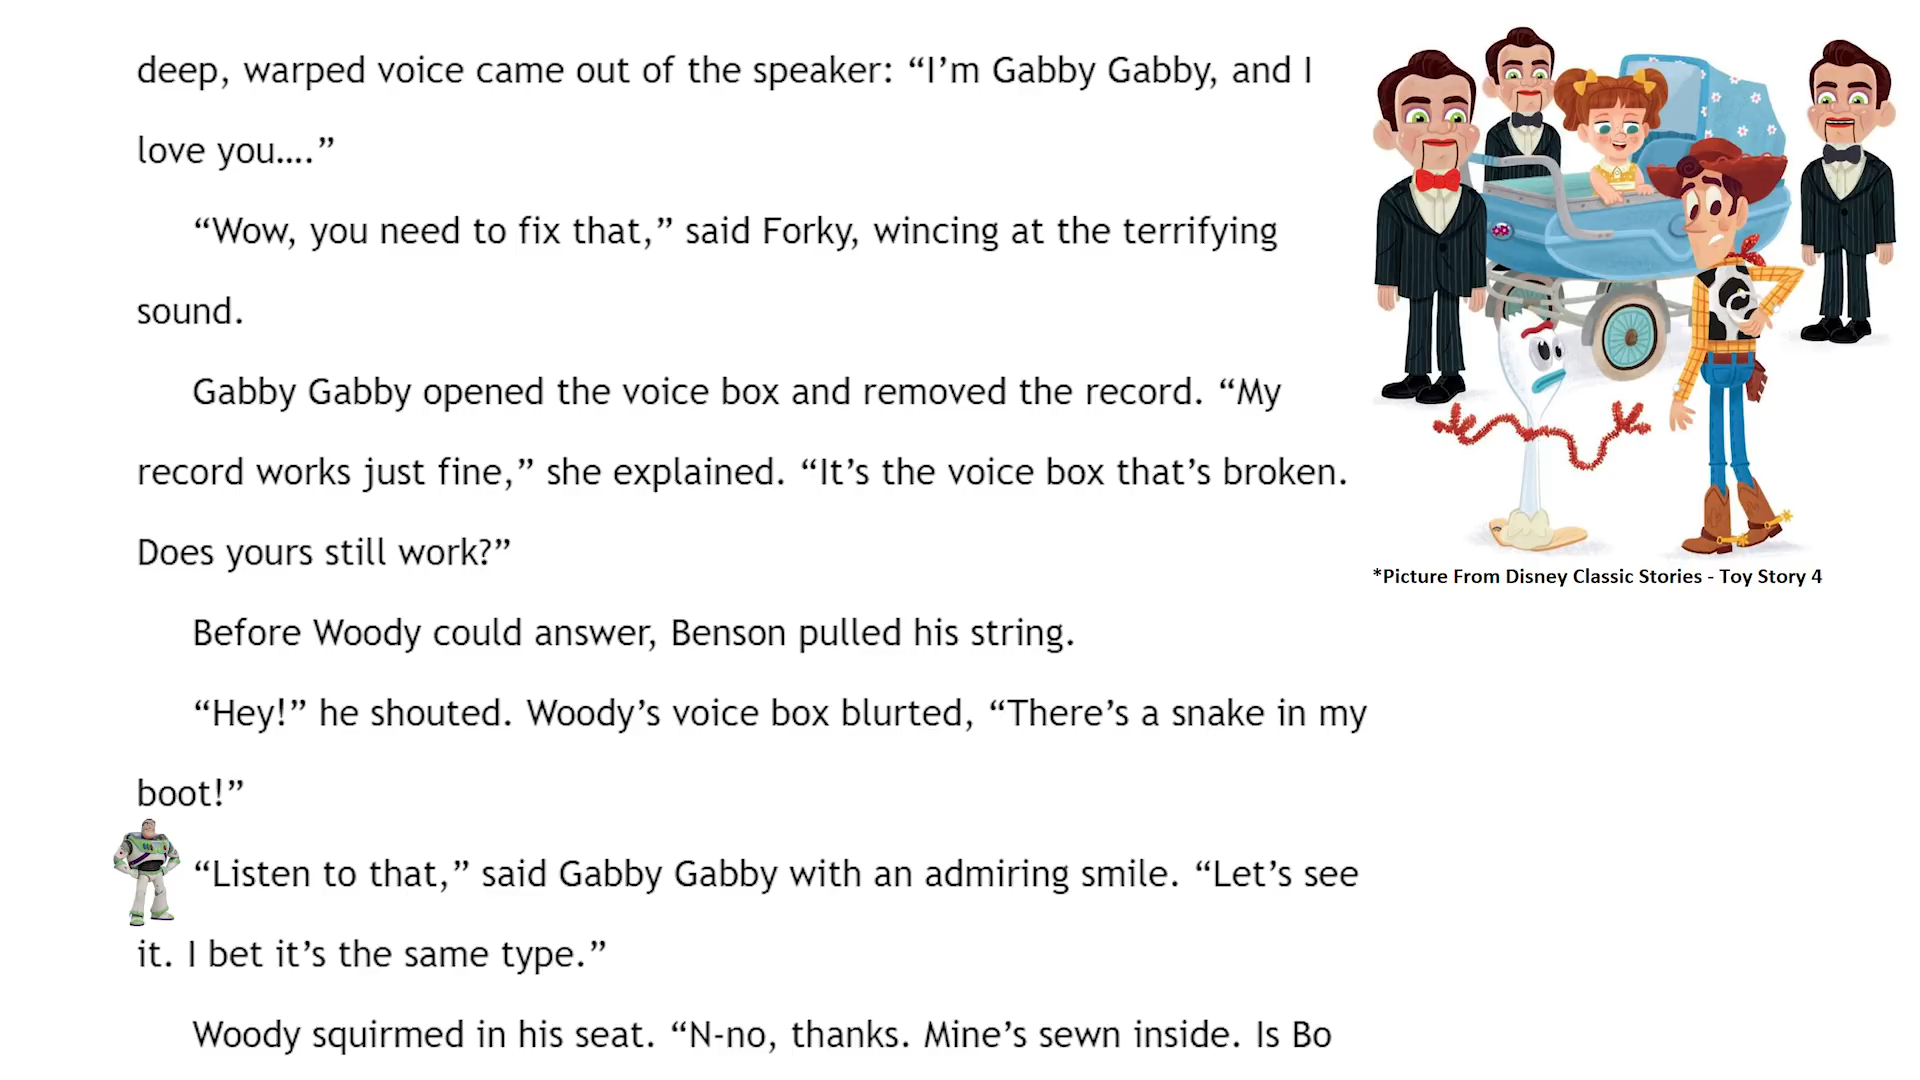 deep, warped voice came out of the speaker: “I’m Gabby Gabby, and I
love you....”
“Wow, you need to fix that,” said Forky, wincing at the terrifying
sound.
Gabby Gabby opened the voice box and removed the record. “My
record works just fine,” she explained. “It’s the voice box that’s broken.
Does yours still work?”
Before Woody could answer, Benson pulled his string.
“Hey!” he shouted. Woody’s voice box blurted, “There’s a snake in my
boot!”
“Listen to that,” said Gabby Gabby with an admiring smile. “Let’s see
it. I bet it’s the same type.”
Woody squirmed in his seat. “N-no, thanks. Mine’s sewn inside. Is Bo
*Picture From Disney Classic Stories - Toy Story 4